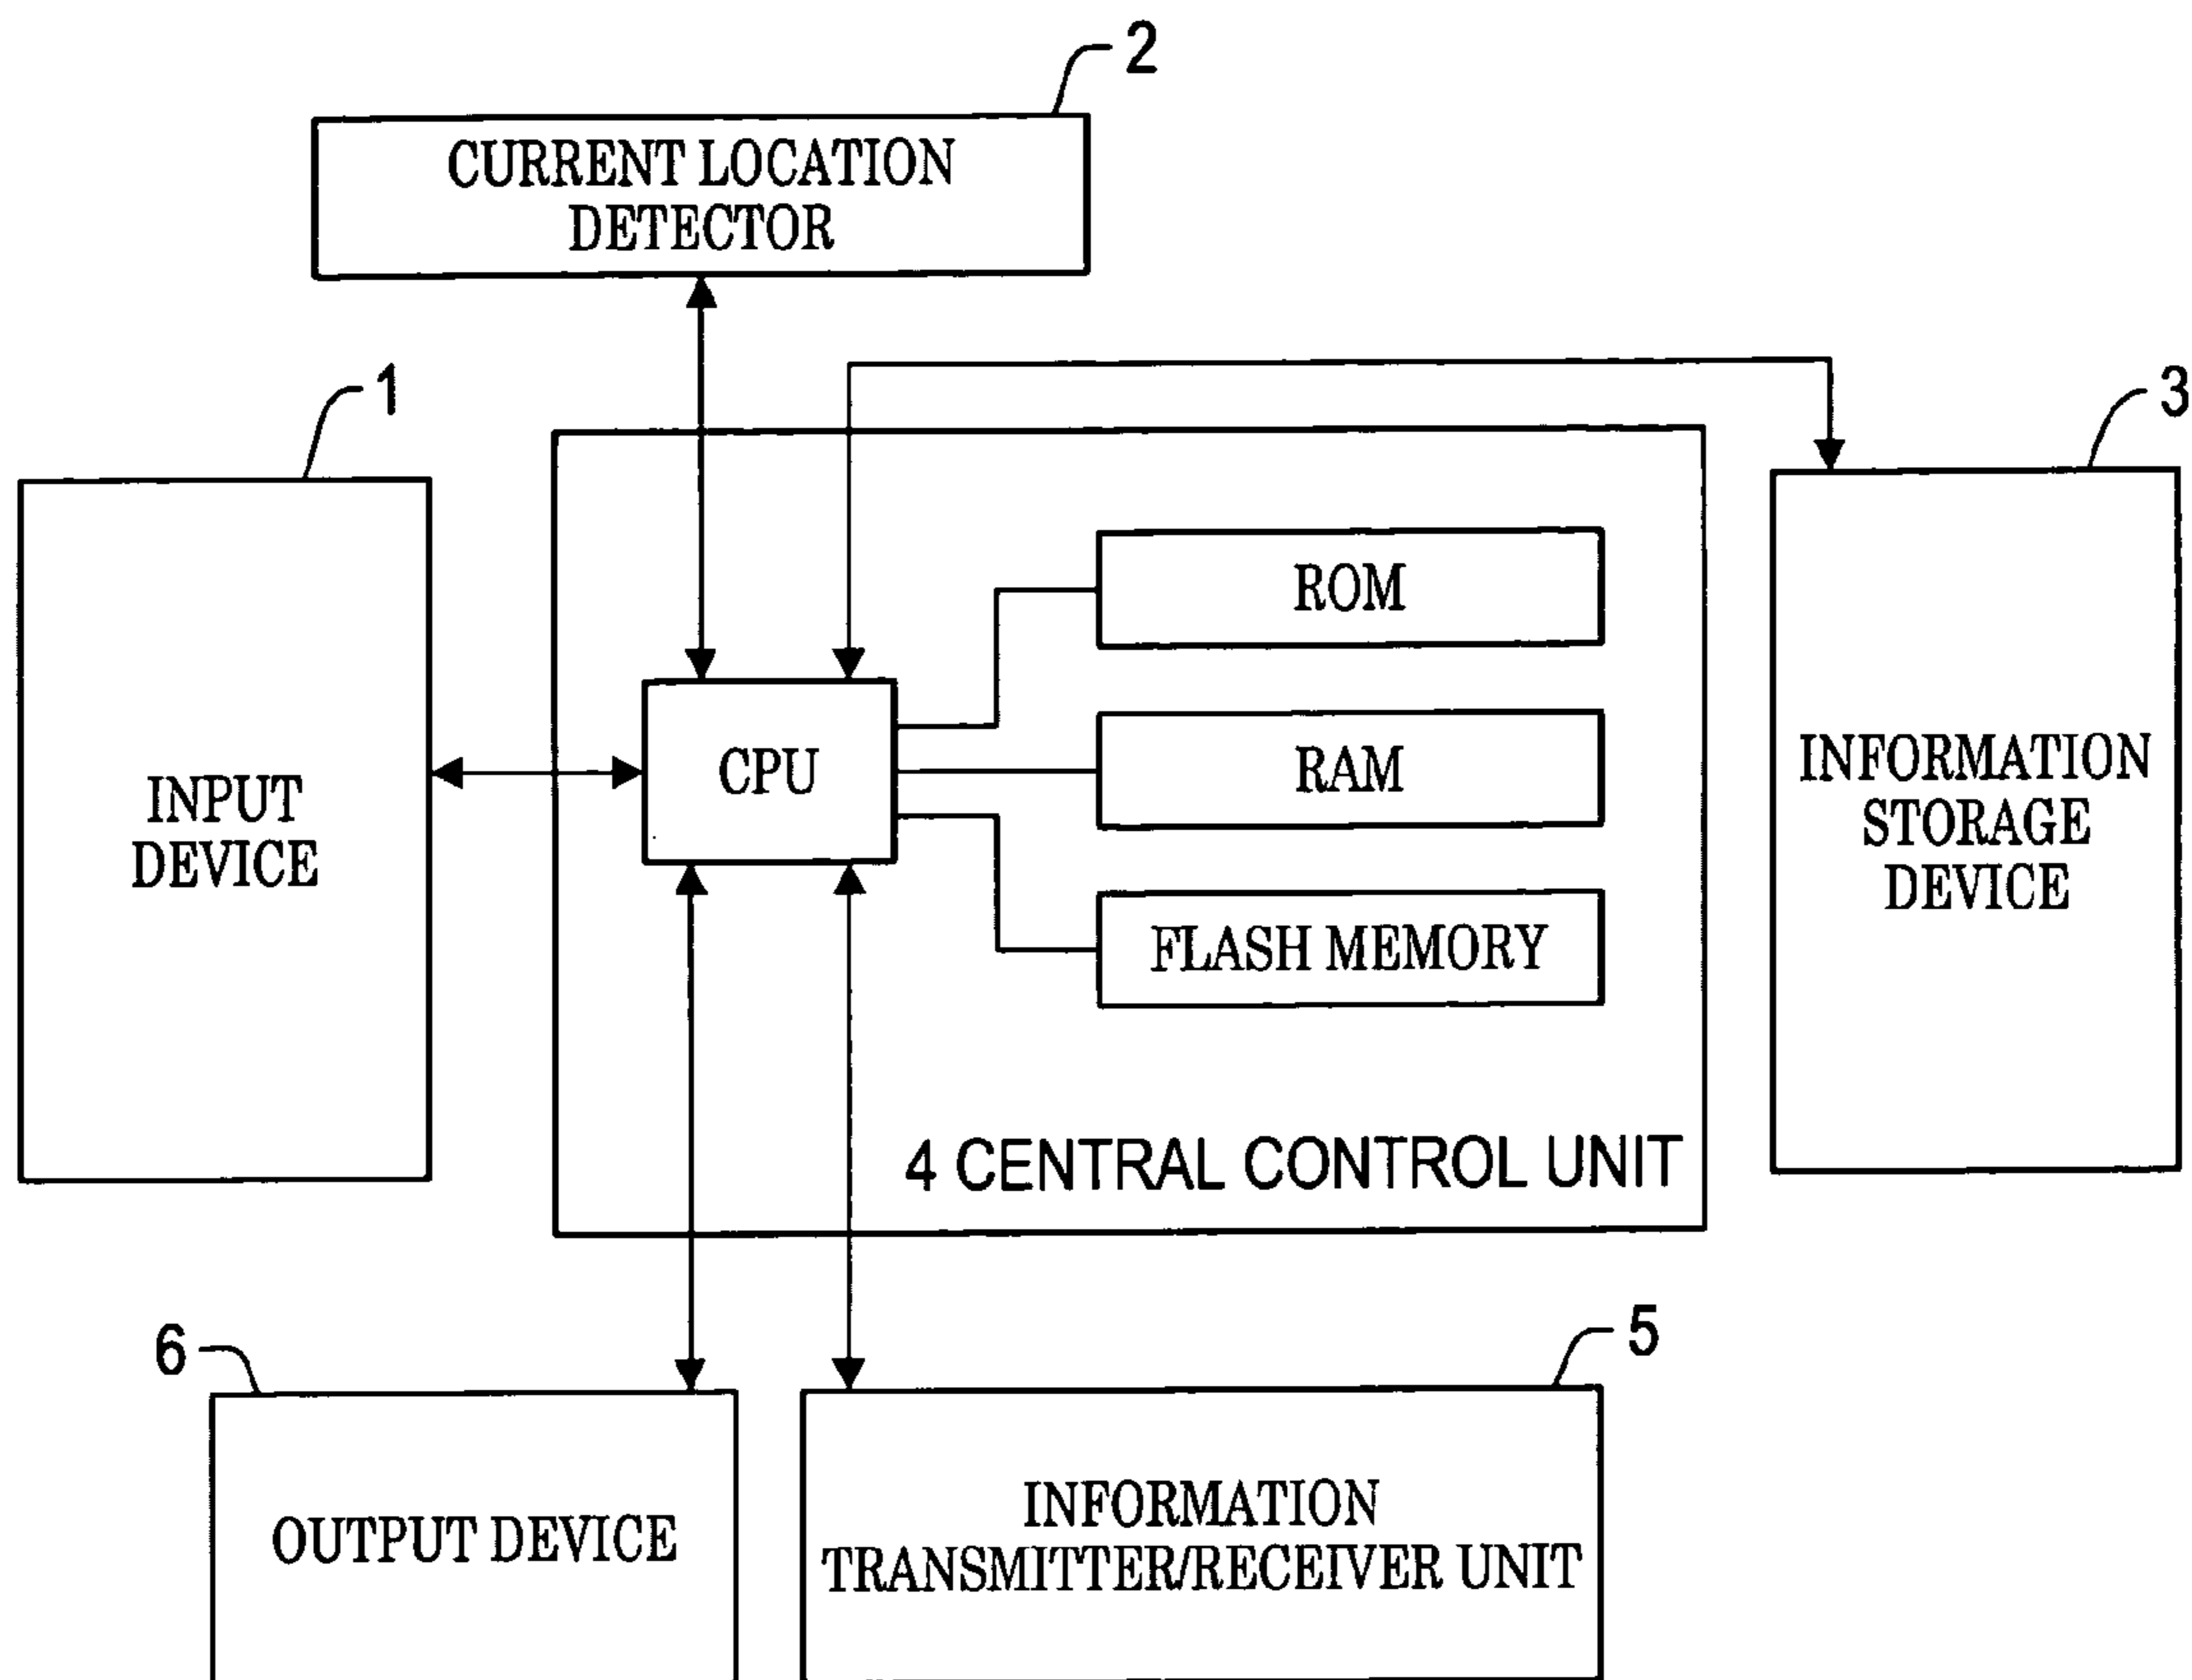 2
CURRENT LOCATION
DETECTOR
1
3
ROM
CPU
RAM
INPUT
DEVICE
INFORMATION
STORAGE
DEVICE
FLASH MEMORY
4 CENTRAL CONTROL UNIT
6
5
OUTPUT DEVICE
INFORMATION
TRANSMITTER/RECEIVER UNIT